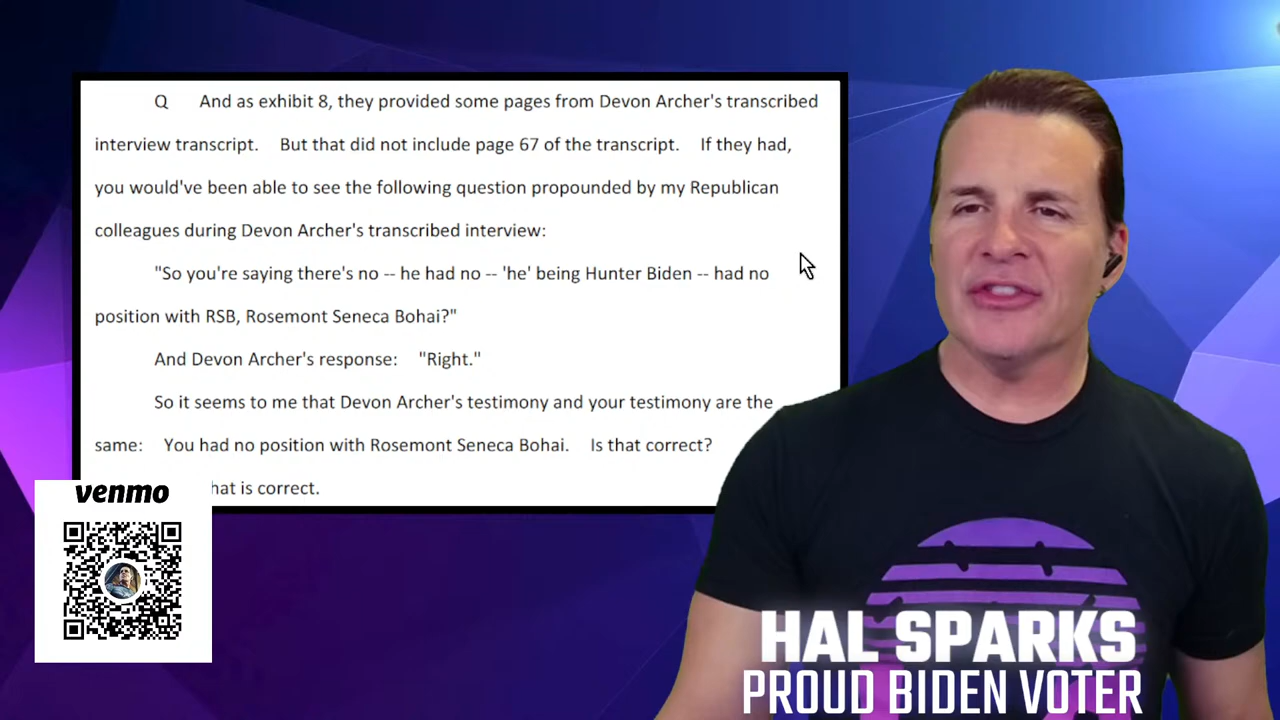 Q And as exhibit 8, they provided some pages from Devon Archer's transcribed
interview transcript. But that did not include page 67 of the transcript. If they had,
you would've been able to see the following question propounded by my Republican
colleagues during Devon Archer's transcribed interview:
"So you're saying there's no -- he had no -- 'he' being Hunter Biden -- had no
position with RSB, Rosemont Seneca Bohai?"
And Devon Archer's response: "Right."
So it seems to me that Devon Archer's testimony and your testimony are the
same: You had no position with Rosemont Seneca Bohai. Is that correct?
hat is correct.
venmo
HAL SPARKS
PROUD BIDEN VOTER